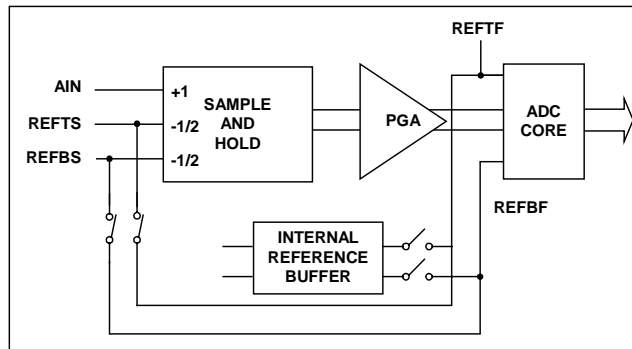 REFTF
AIN
REFTS
REFBS
+1
-1/2
-1/2
SAMPLE
AND
HOLD
PGA
ADC
CORE
REFBF
INTERNAL
REFERENCE
BUFFER